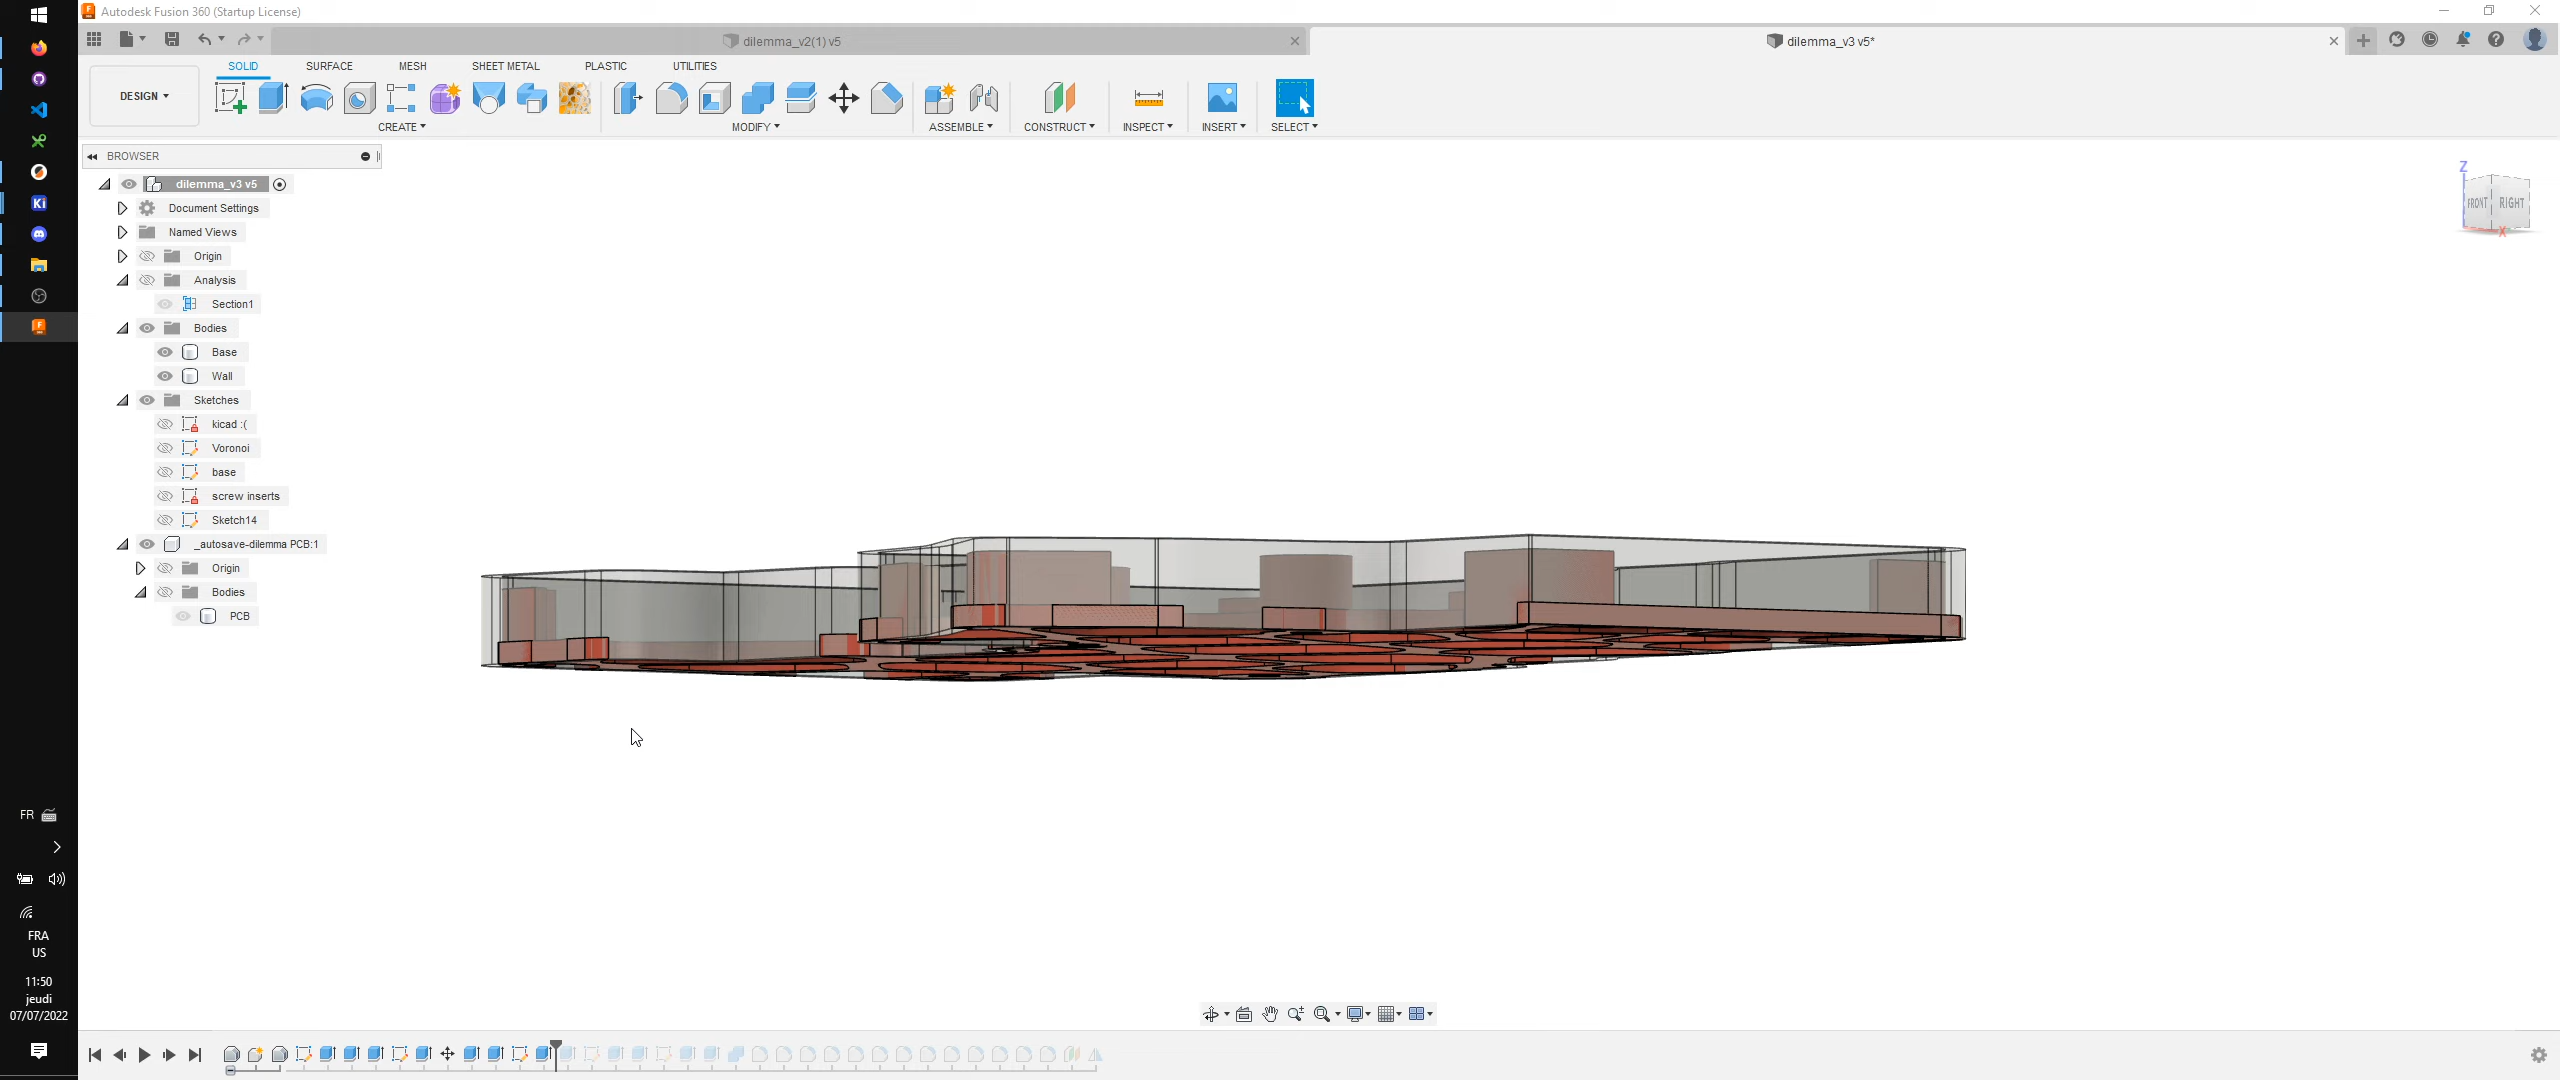 Autodesk Fusion 360 (Startup License)
dilemma_v2(1) v5
dilemma_v3 v5*
SOLID
SURFACE
MESH
SHEET METAL
PLASTIC
UTILITIES
DESIGN
CREATE
MODIFY
ASSEMBLE
CONSTRUCT
INSPECT
INSERT
SELECT
BROWSER
dilemma_v3 v5
Document Settings
Named Views
Origin
Analysis
Section1
Bodies
Base
Wall
Sketches
kicad :(
Voronoi
base
screw inserts
Sketch14
_autosave-dilemma PCB:1
Origin
Bodies
PCB
Z
FRONT
RIGHT
X
Ki
FR
FRA
US
11:50
jeudi
07/07/2022